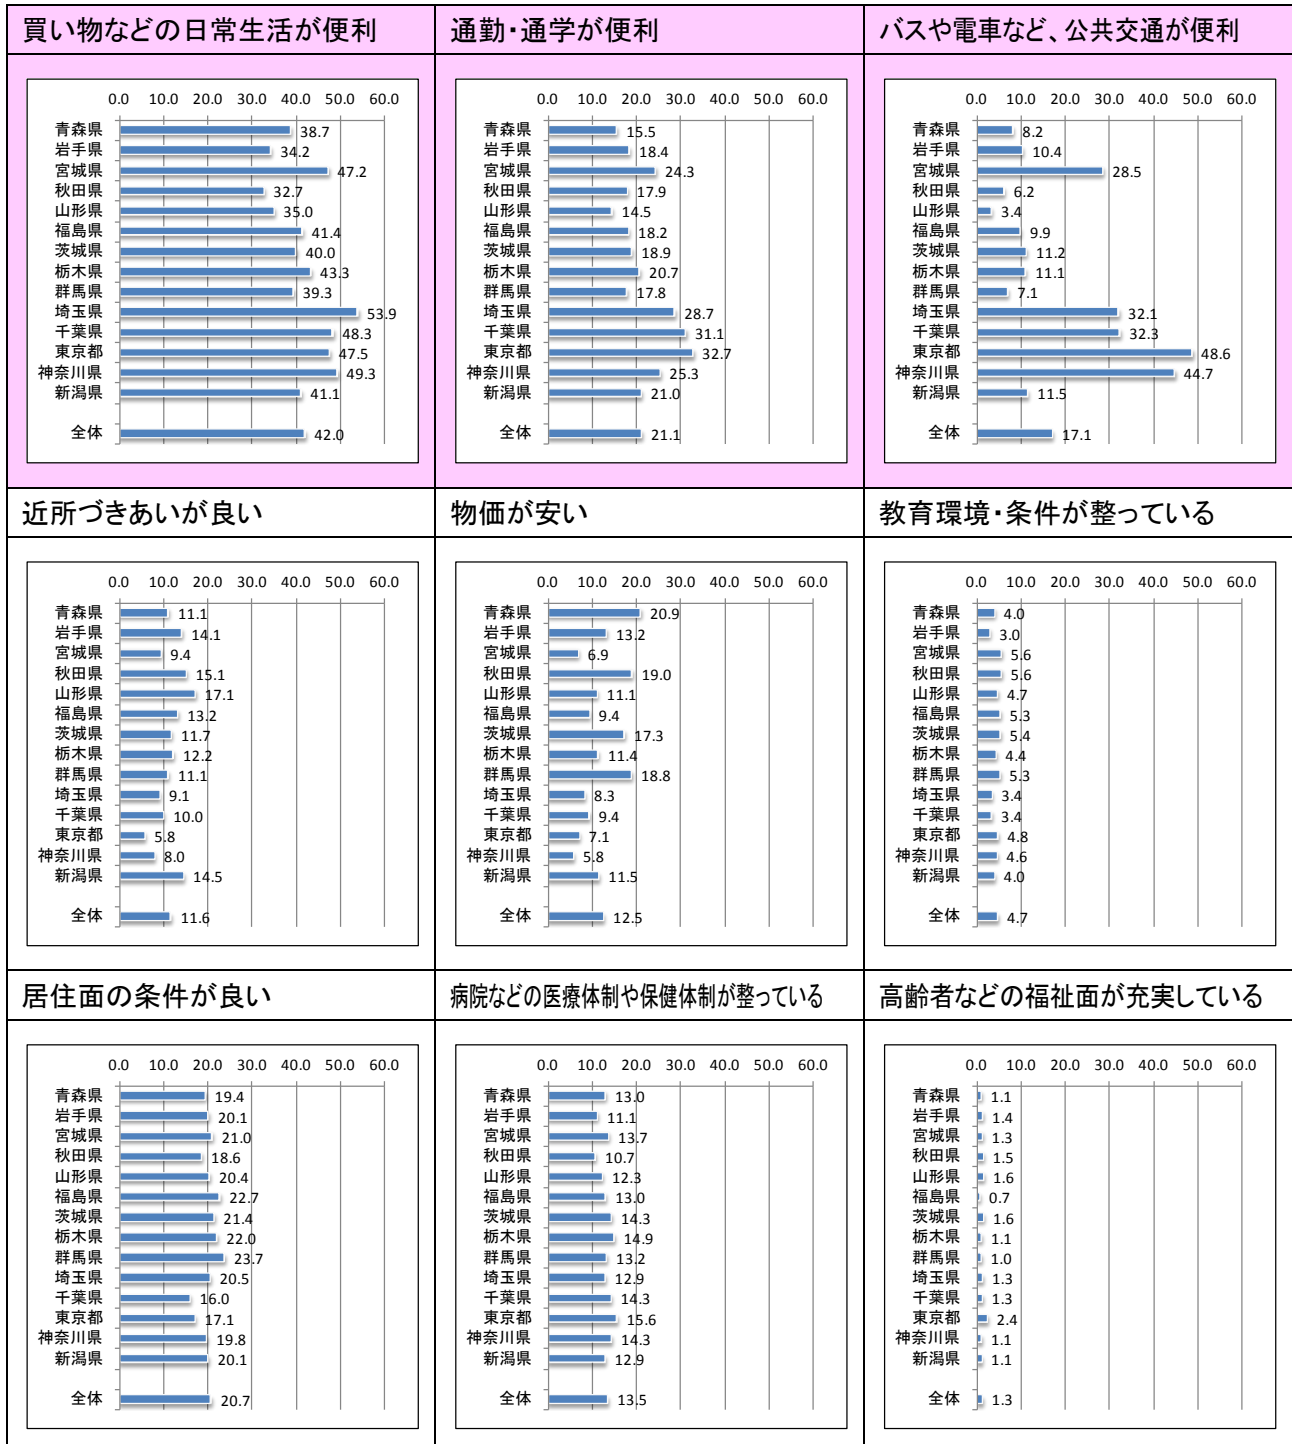 買い物などの日常生活が便利
0.0 10.0 20.0 30.0 40.0 50.0 60.0
青森県 38.7
岩手県 34.2
宮城県 47.2
秋田県 32.7
山形県 35.0
福島県 41.4
茨城県 40.0
栃木県 43.3
群馬県 39.3
埼玉県 53.9
千葉県 48.3
東京都 47.5
神奈川県 49.3
新潟県 41.1
全体 42.0
通勤・通学が便利
0.0 10.0 20.0 30.0 40.0 50.0 60.0
青森県 15.5
岩手県 18.4
宮城県 24.3
秋田県 17.9
山形県 14.5
福島県 18.2
茨城県 18.9
栃木県 20.7
群馬県 17.8
埼玉県 28.7
千葉県 31.1
東京都 32.7
神奈川県 25.3
新潟県 21.0
全体 21.1
バスや電車など、公共交通が便利
0.0 10.0 20.0 30.0 40.0 50.0 60.0
青森県 8.2
岩手県 10.4
宮城県 28.5
秋田県 6.2
山形県 3.4
福島県 9.9
茨城県 11.2
栃木県 11.1
群馬県 7.1
埼玉県 32.1
千葉県 32.3
東京都 48.6
神奈川県 44.7
新潟県 11.5
全体 17.1
近所づきあいが良い
0.0 10.0 20.0 30.0 40.0 50.0 60.0
青森県 11.1
岩手県 14.1
宮城県 9.4
秋田県 15.1
山形県 17.1
福島県 13.2
茨城県 11.7
栃木県 12.2
群馬県 11.1
埼玉県 9.1
千葉県 10.0
東京都 5.8
神奈川県 8.0
新潟県 14.5
全体 11.6
物価が安い
0.0 10.0 20.0 30.0 40.0 50.0 60.0
青森県 20.9
岩手県 13.2
宮城県 6.9
秋田県 19.0
山形県 11.1
福島県 9.4
茨城県 17.3
栃木県 11.4
群馬県 18.8
埼玉県 8.3
千葉県 9.4
東京都 7.1
神奈川県 5.8
新潟県 11.5
全体 12.5
教育環境・条件が整っている
0.0 10.0 20.0 30.0 40.0 50.0 60.0
青森県 4.0
岩手県 3.0
宮城県 5.6
秋田県 5.6
山形県 4.7
福島県 5.3
茨城県 5.4
栃木県 4.4
群馬県 5.3
埼玉県 3.4
千葉県 3.4
東京都 4.8
神奈川県 4.6
新潟県 4.0
全体 4.7
居住面の条件が良い
0.0 10.0 20.0 30.0 40.0 50.0 60.0
青森県 19.4
岩手県 20.1
宮城県 21.0
秋田県 18.6
山形県 20.4
福島県 22.7
茨城県 21.4
栃木県 22.0
群馬県 23.7
埼玉県 20.5
千葉県 16.0
東京都 17.1
神奈川県 19.8
新潟県 20.1
全体 20.7
病院などの医療体制や保健体制が整っている
0.0 10.0 20.0 30.0 40.0 50.0 60.0
青森県 13.0
岩手県 11.1
宮城県 13.7
秋田県 10.7
山形県 12.3
福島県 13.0
茨城県 14.3
栃木県 14.9
群馬県 13.2
埼玉県 12.9
千葉県 14.3
東京都 15.6
神奈川県 14.3
新潟県 12.9
全体 13.5
高齢者などの福祉面が充実している
0.0 10.0 20.0 30.0 40.0 50.0 60.0
青森県 1.1
岩手県 1.4
宮城県 1.3
秋田県 1.5
山形県 1.6
福島県 0.7
茨城県 1.6
栃木県 1.1
群馬県 1.0
埼玉県 1.3
千葉県 1.3
東京都 2.4
神奈川県 1.1
新潟県 1.1
全体 1.3